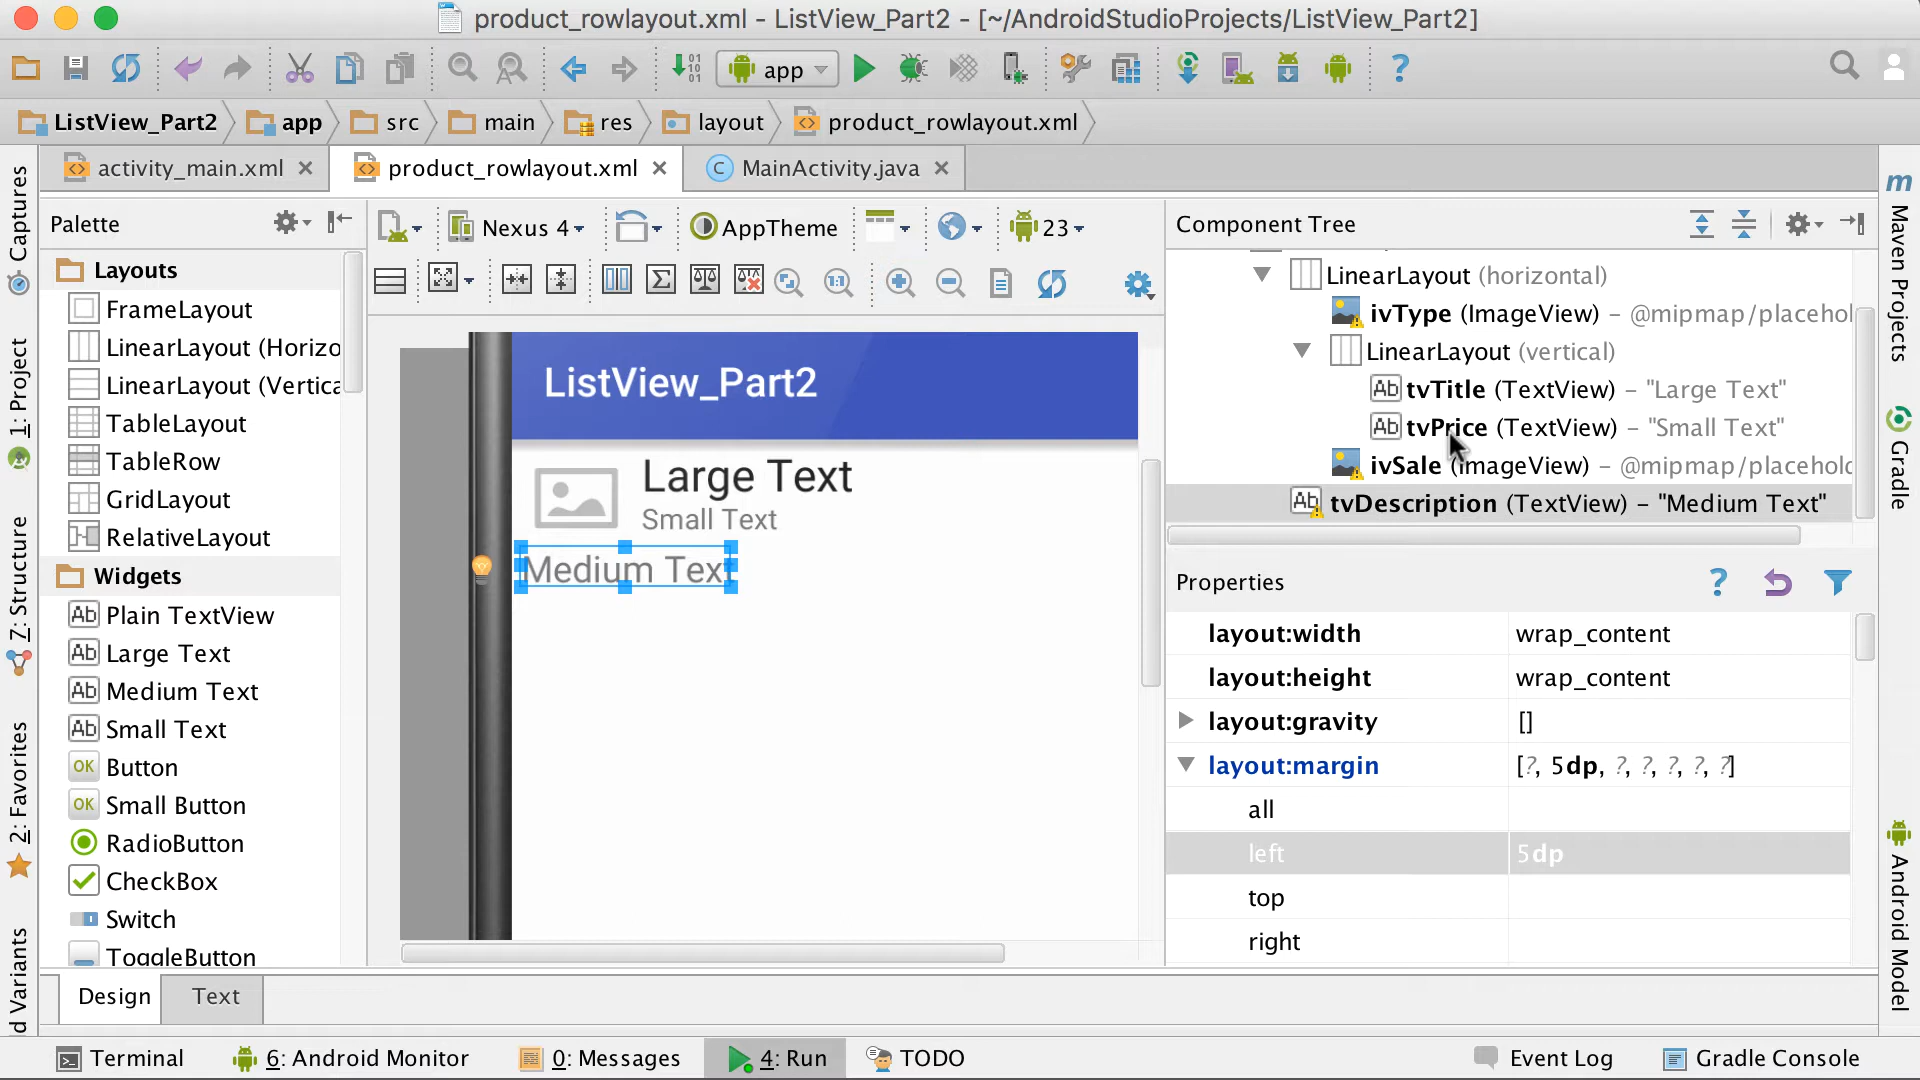 product_rowlayout.xml - ListView_Part2 - [~/AndroidStudioProjects/ListView_Part2]
app
ListView_Part2 app src main res layout product_rowlayout.xml
activity_main.xml product_rowlayout.xml MainActivity.java
Palette
Nexus 4
AppTheme
23
Component Tree
Layouts
FrameLayout
LinearLayout (Horizo
LinearLayout (Vertica
TableLayout
TableRow
GridLayout
RelativeLayout
Widgets
Plain TextView
Large Text
Medium Text
Small Text
Button
Small Button
RadioButton
CheckBox
Switch
ToggleButton
ListView_Part2
Large Text
Small Text
Medium Text
LinearLayout (horizontal)
ivType (ImageView) – @mipmap/placehol
LinearLayout (vertical)
tvTitle (TextView) – "Large Text"
tvPrice (TextView) – "Small Text"
ivSale (ImageView) – @mipmap/placehold
tvDescription (TextView) – "Medium Text"
Properties
layout:width wrap_content
layout:height wrap_content
layout:gravity []
layout:margin [?, 5dp, ?, ?, ?, ?, ?]
all
left 5dp
top
right
Captures
1: Project
7: Structure
2: Favorites
d Variants
Maven Projects
Gradle
Android Model
Design Text
Terminal 6: Android Monitor 0: Messages 4: Run TODO Event Log Gradle Console